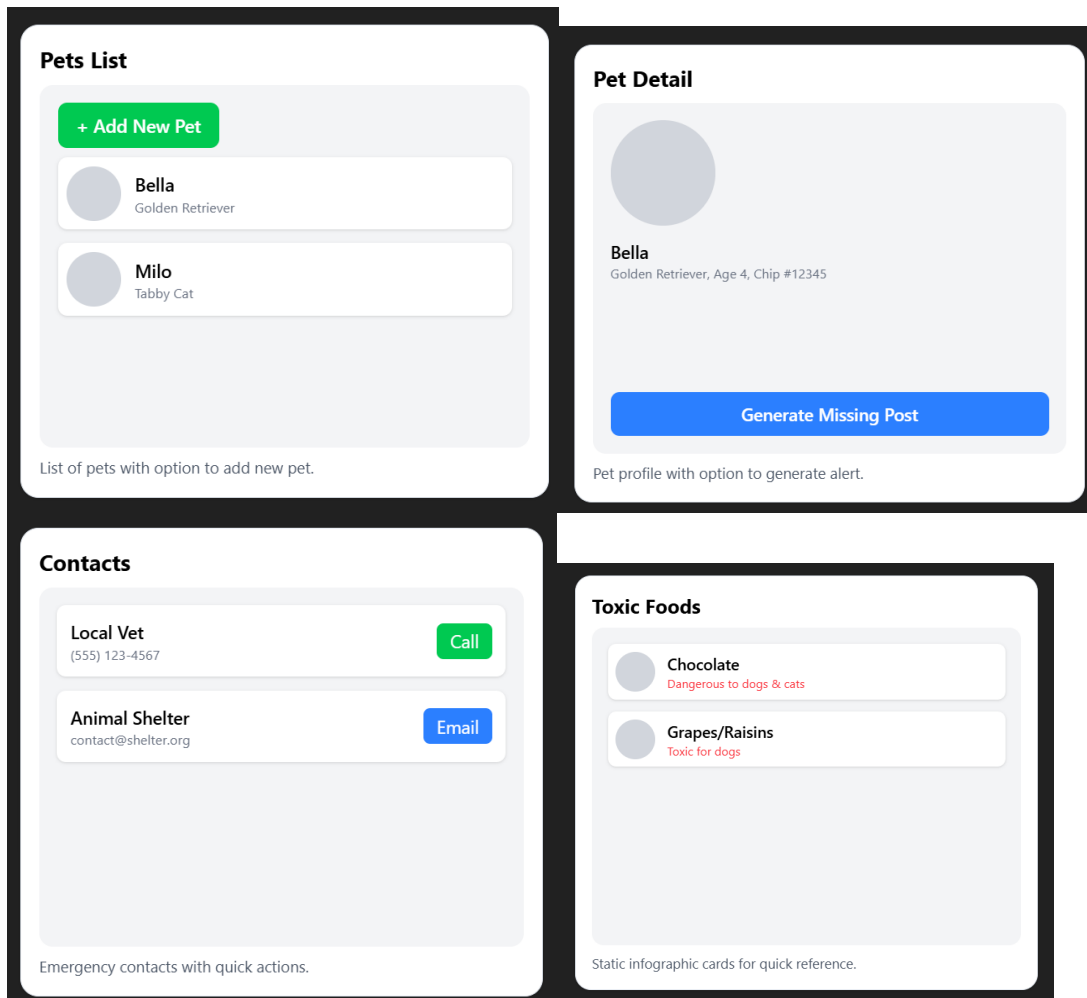 Pets List
+ Add New Pet
Bella
Golden Retriever
Milo
Tabby Cat
List of pets with option to add new pet.
Pet Detail
Bella
Golden Retriever, Age 4, Chip #12345
Generate Missing Post
Pet profile with option to generate alert.
Contacts
Local Vet
(555) 123-4567
Call
Animal Shelter
contact@shelter.org
Email
Emergency contacts with quick actions.
Toxic Foods
Chocolate
Dangerous to dogs & cats
Grapes/Raisins
Toxic for dogs
Static infographic cards for quick reference.